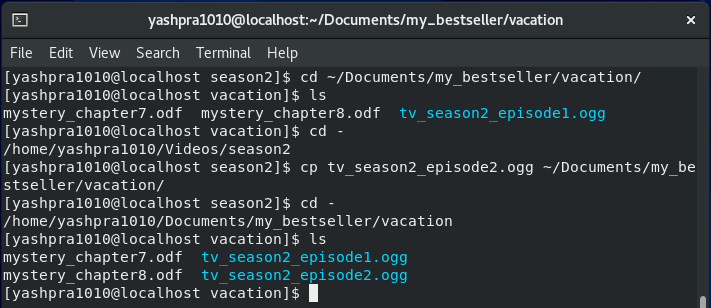 yashpra1010@localhost:~/Documents/my_bestseller/vacation
File Edit View Search Terminal Help
[yashpra1010@localhost season2]$ cd ~/Documents/my_bestseller/vacation/
[yashpra1010@localhost vacation]$ ls
mystery_chapter7.odf  mystery_chapter8.odf  tv_season2_episode1.ogg
[yashpra1010@localhost vacation]$ cd -
/home/yashpra1010/Videos/season2
[yashpra1010@localhost season2]$ cp tv_season2_episode2.ogg ~/Documents/my_be
stseller/vacation/
[yashpra1010@localhost season2]$ cd -
/home/yashpra1010/Documents/my_bestseller/vacation
[yashpra1010@localhost vacation]$ ls
mystery_chapter7.odf  tv_season2_episode1.ogg
mystery_chapter8.odf  tv_season2_episode2.ogg
[yashpra1010@localhost vacation]$